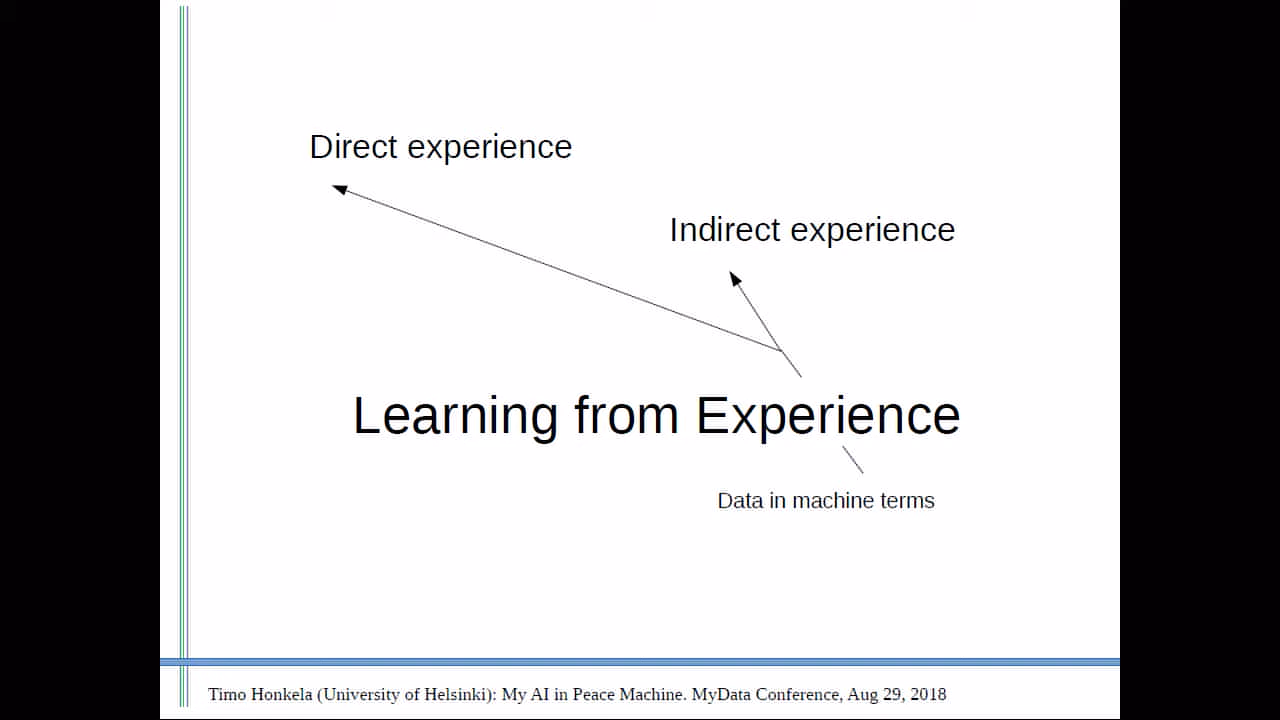 Direct experience
Indirect experience
Learning from Experience
Data in machine terms
Timo Honkela (University of Helsinki): My AI in Peace Machine. MyData Conference, Aug 29, 2018